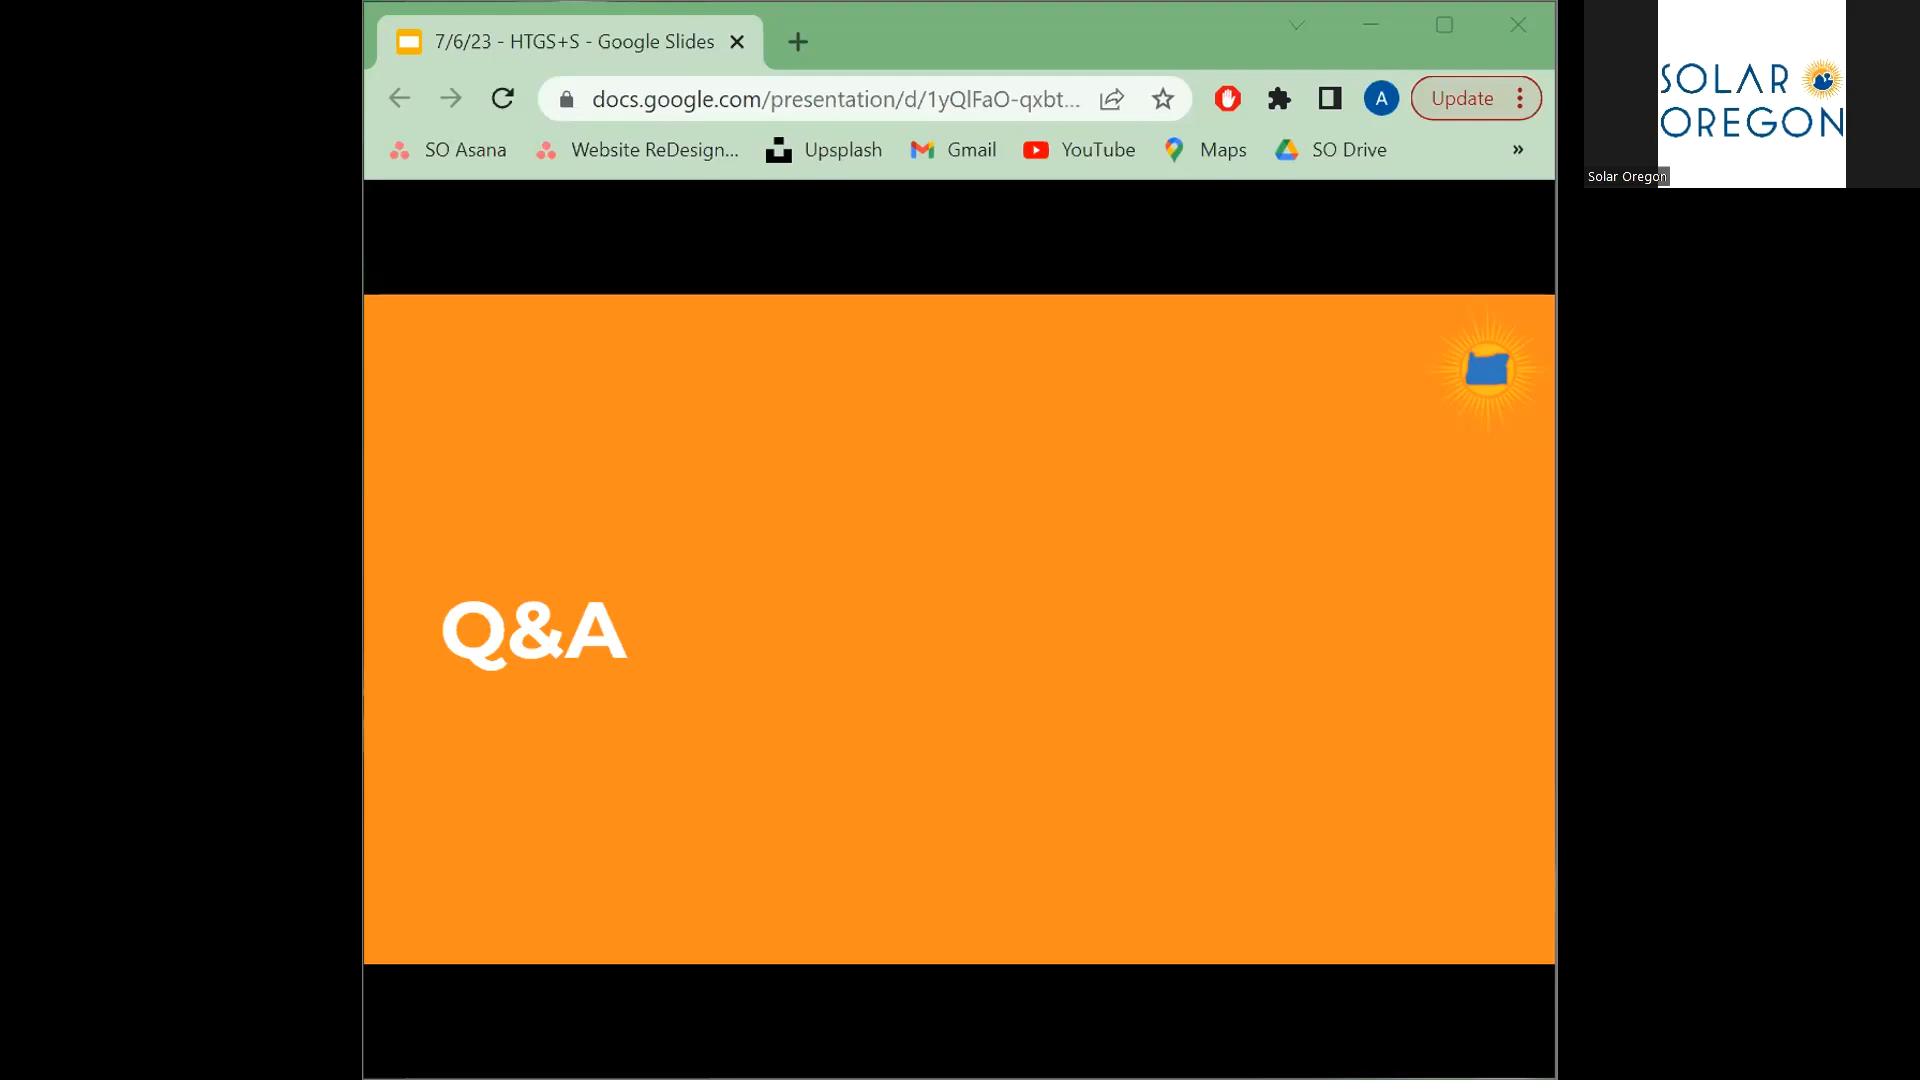 7/6/23 - HTGS+S - Google Slides
docs.google.com/presentation/d/1yQlFaO-qxbt...
A
Update
SO Asana
Website ReDesign...
Upsplash
Gmail
YouTube
Maps
SO Drive
»
Q&A
SOLAR
OREGON
Solar Oregon